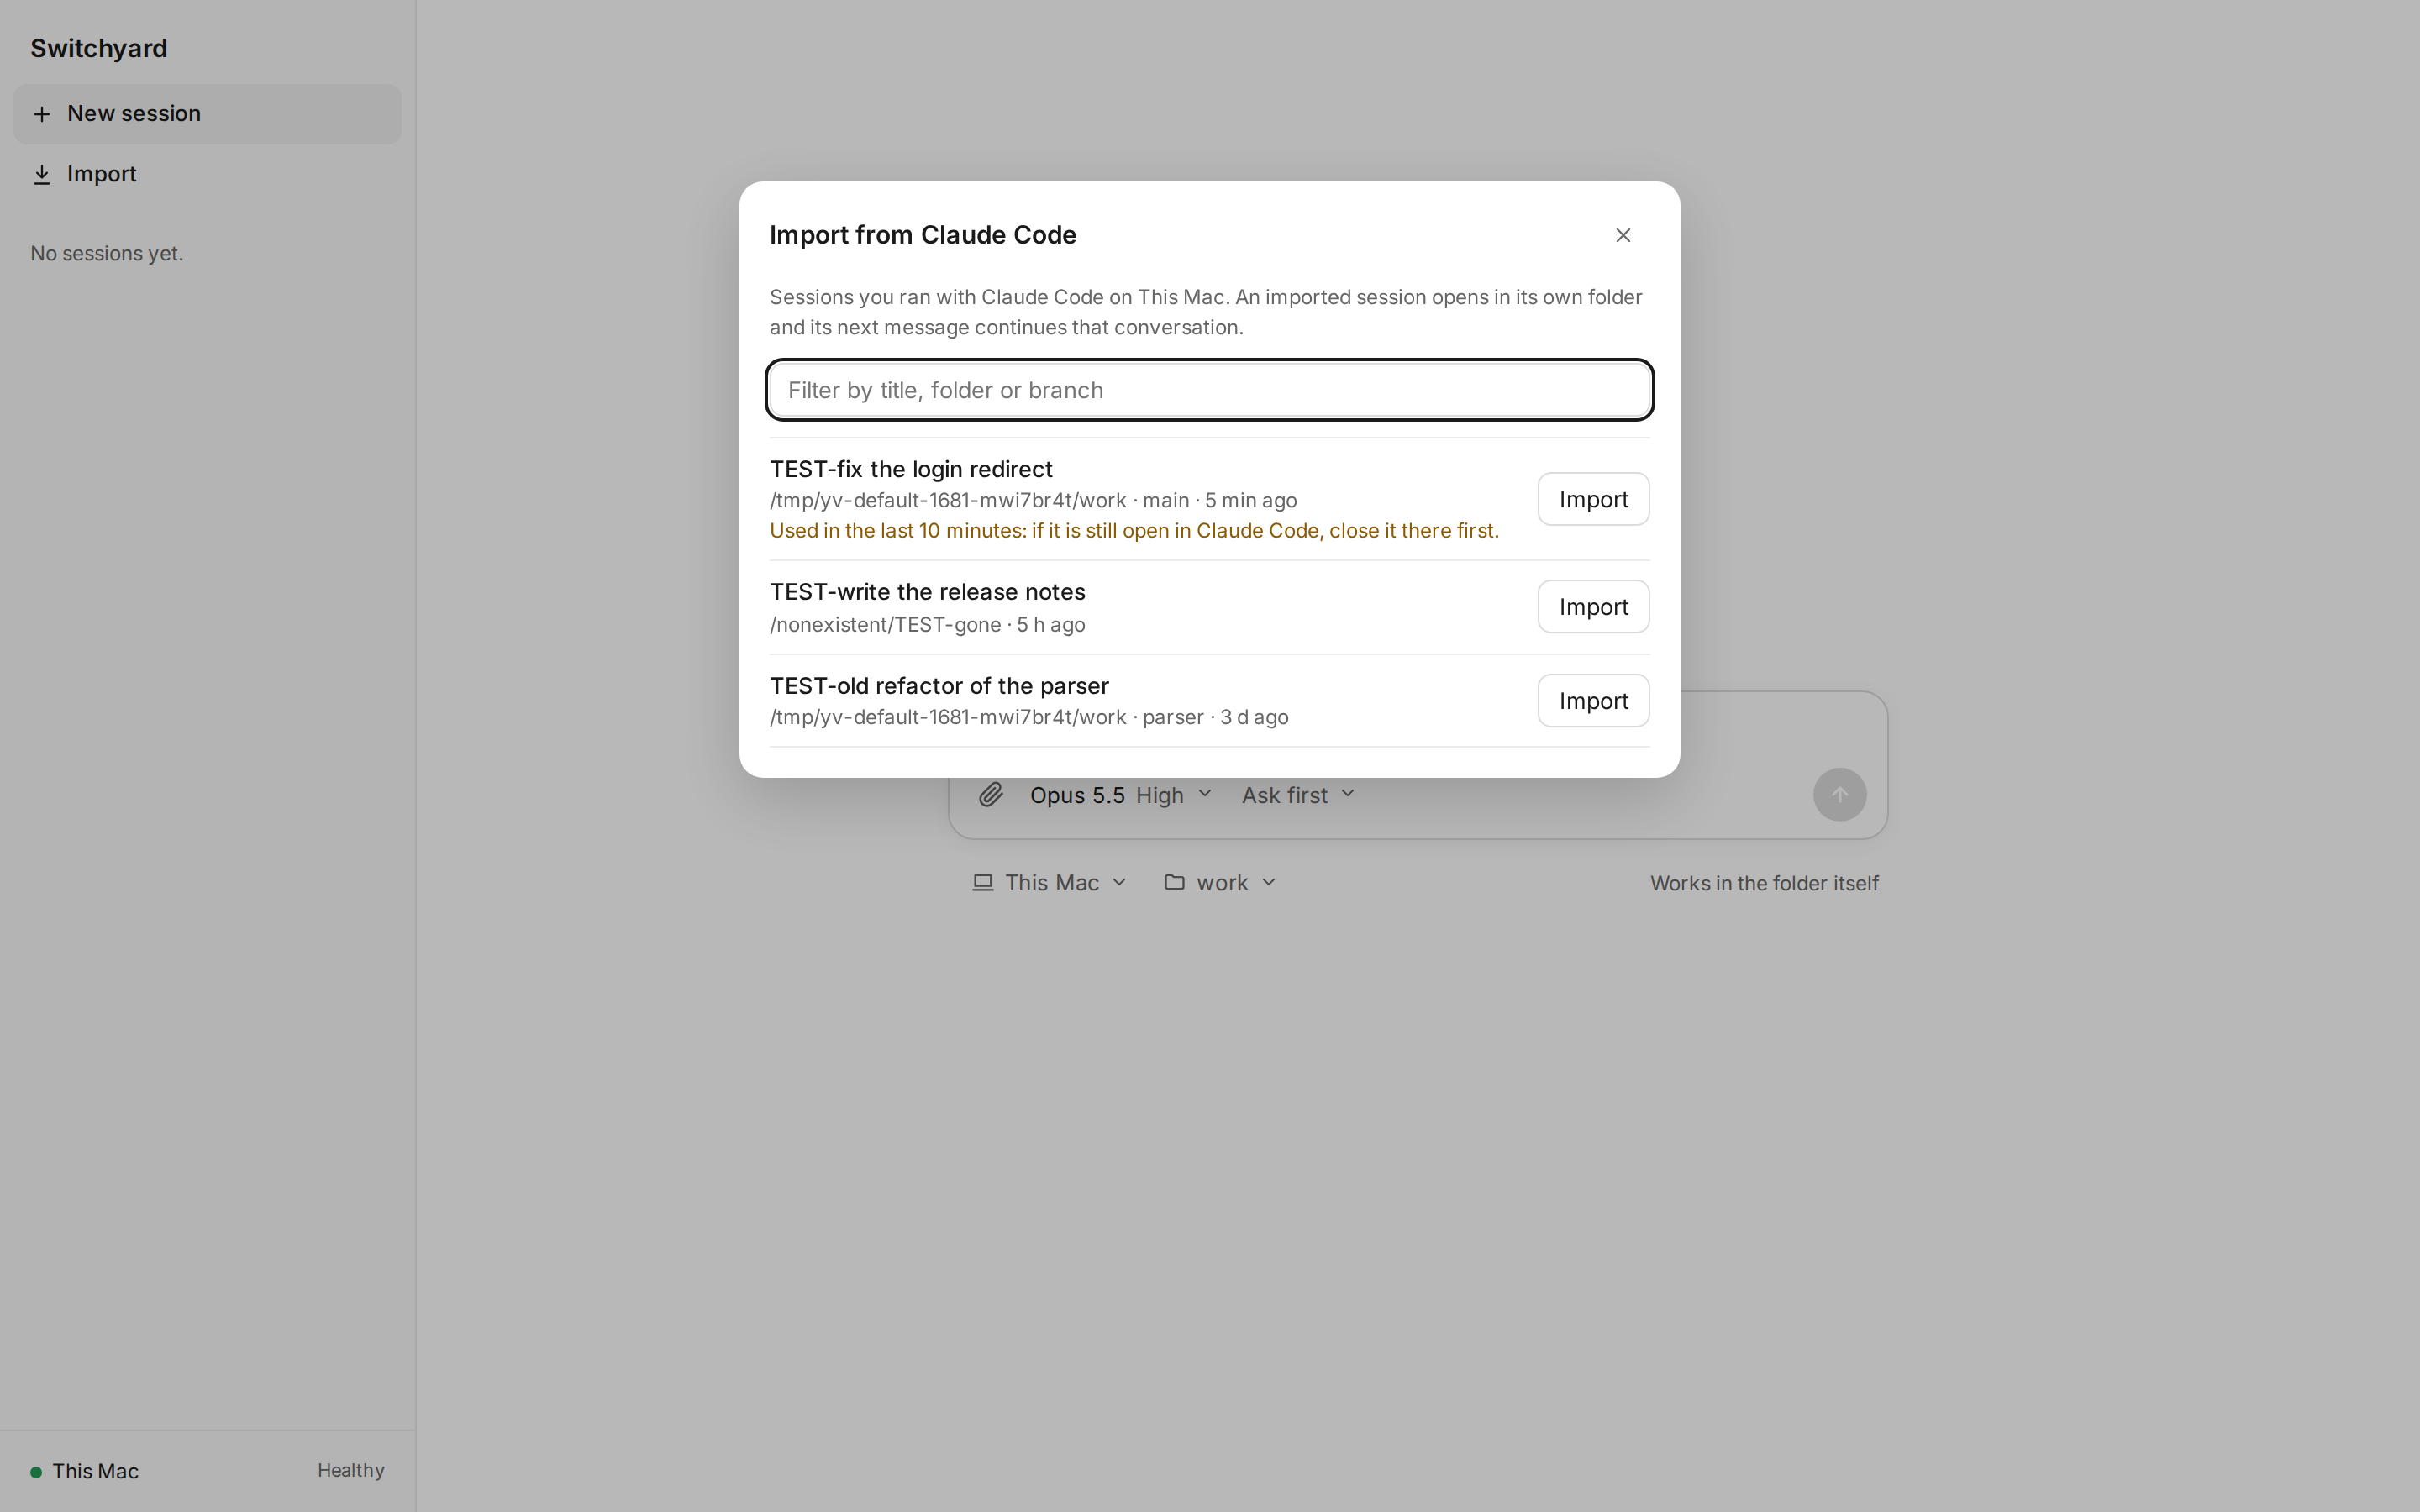 Switchyard
New session
Import
No sessions yet.
Import from Claude Code
Sessions you ran with Claude Code on This Mac. An imported session opens in its own folder
and its next message continues that conversation.
Filter by title, folder or branch
TEST-fix the login redirect
/tmp/yv-default-1681-mwi7br4t/work · main · 5 min ago
Used in the last 10 minutes: if it is still open in Claude Code, close it there first.
Import
TEST-write the release notes
/nonexistent/TEST-gone · 5 h ago
Import
TEST-old refactor of the parser
/tmp/yv-default-1681-mwi7br4t/work · parser · 3 d ago
Import
Opus 5.5 High Ask first
This Mac work Works in the folder itself
This Mac Healthy